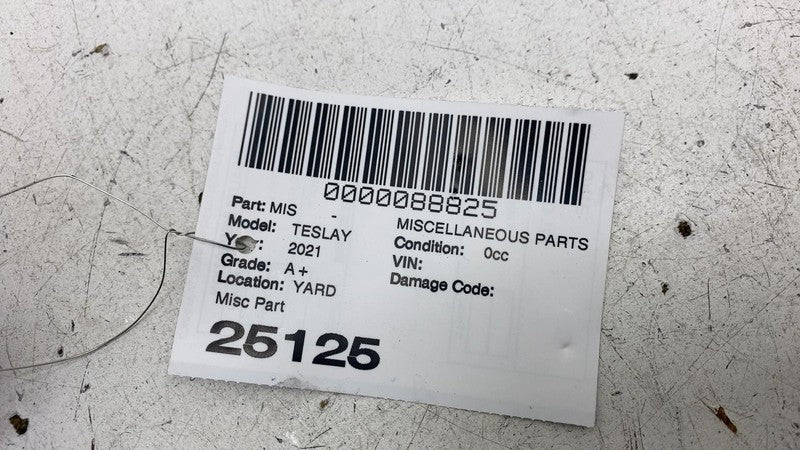 0000088825
Part: MIS - MISCELLANEOUS PARTS
Model: TESLAY Condition: 0cc
Year: 2021 VIN:
Grade: A+ Damage Code:
Location: YARD
Misc Part
25125